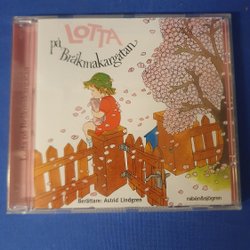 LOTTA
på Bråkmakargatan
Berättare: Astrid Lindgren
rabén&sjögren